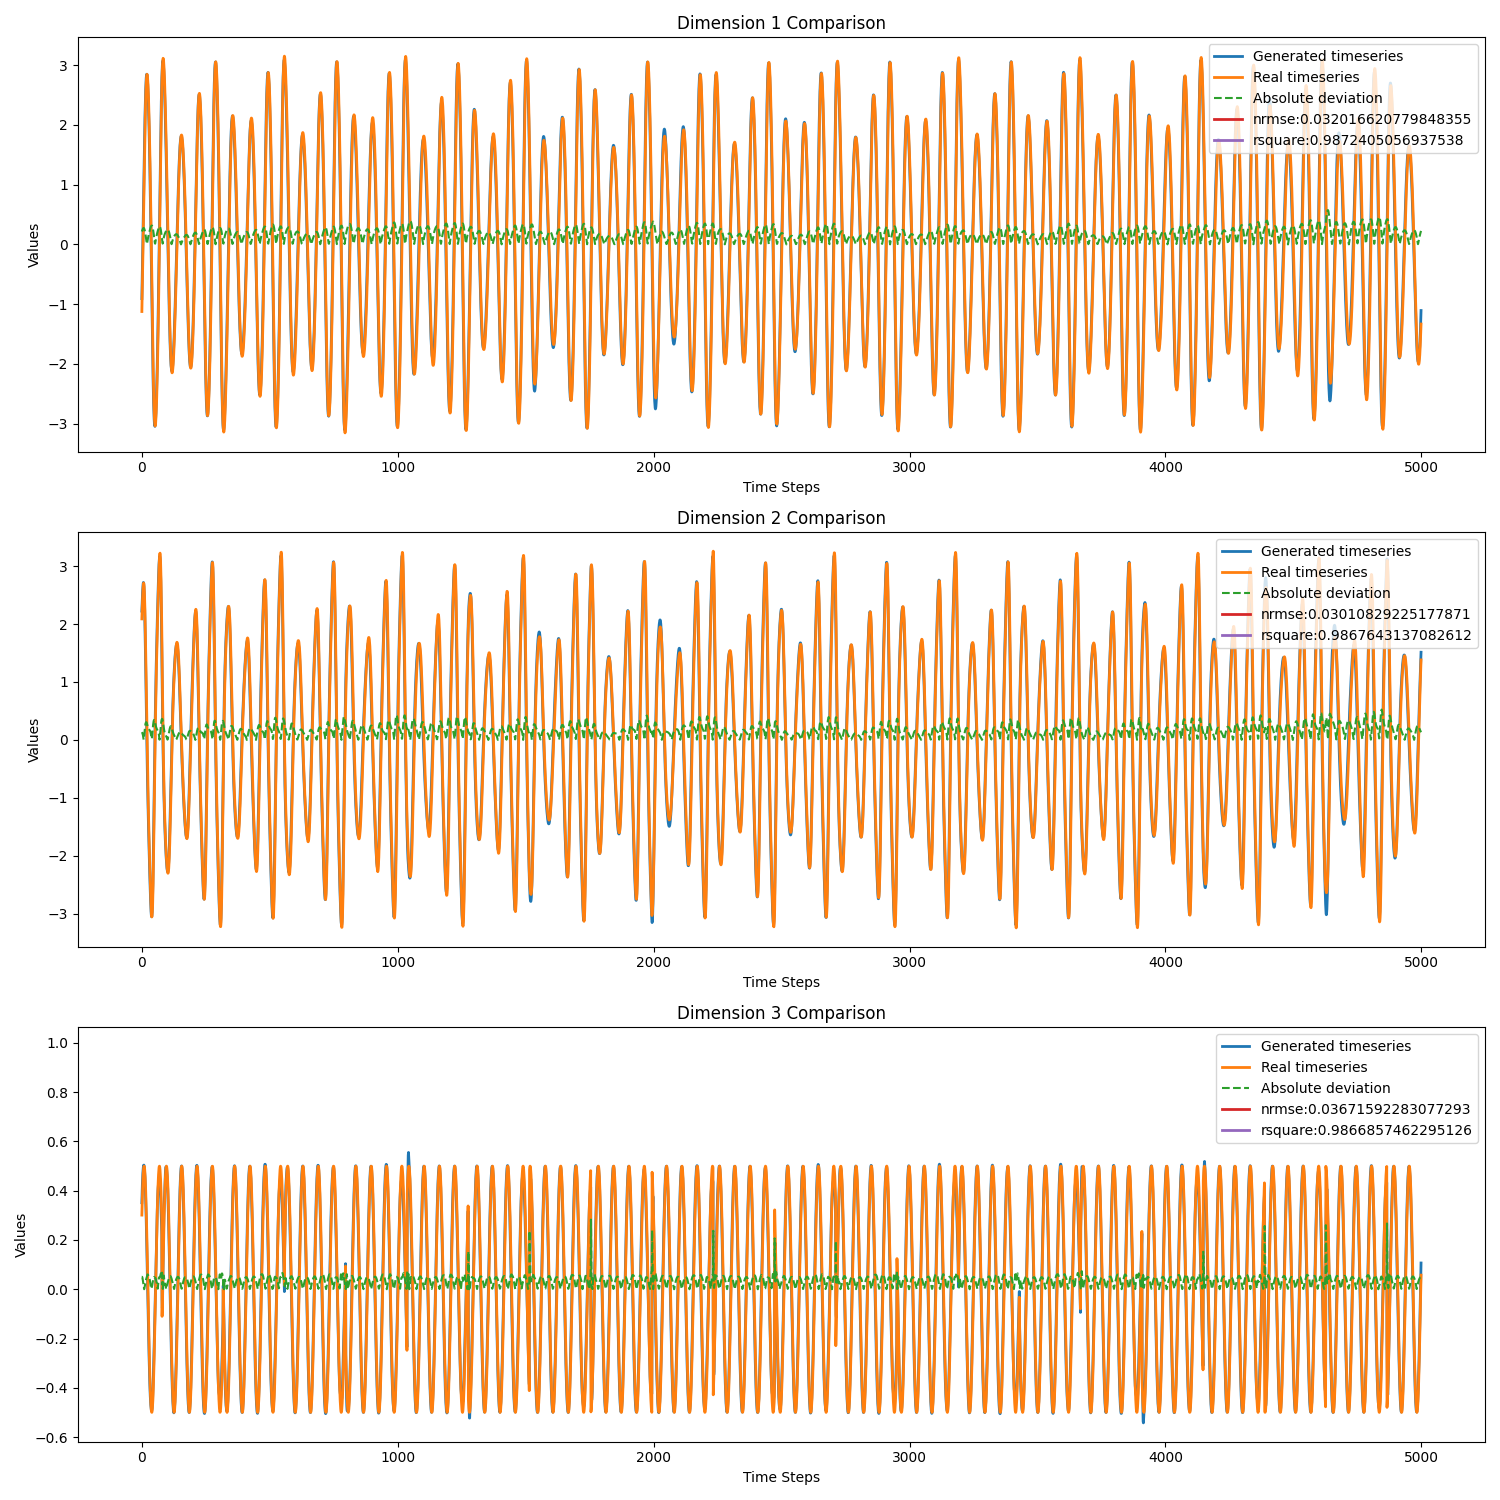 Dimension 1 Comparison
Generated timeseries
Real timeseries
Absolute deviation
nrmse:0.032016620779848355
rsquare:0.9872405056937538
3
2
1
0
−1
−2
−3
Values
0 1000 2000 3000 4000 5000
Time Steps
Dimension 2 Comparison
Generated timeseries
Real timeseries
Absolute deviation
nrmse:0.03010829225177871
rsquare:0.9867643137082612
3
2
1
0
−1
−2
−3
Values
0 1000 2000 3000 4000 5000
Time Steps
Dimension 3 Comparison
Generated timeseries
Real timeseries
Absolute deviation
nrmse:0.03671592283077293
rsquare:0.9866857462295126
1.0
0.8
0.6
0.4
0.2
0.0
−0.2
−0.4
−0.6
Values
0 1000 2000 3000 4000 5000
Time Steps